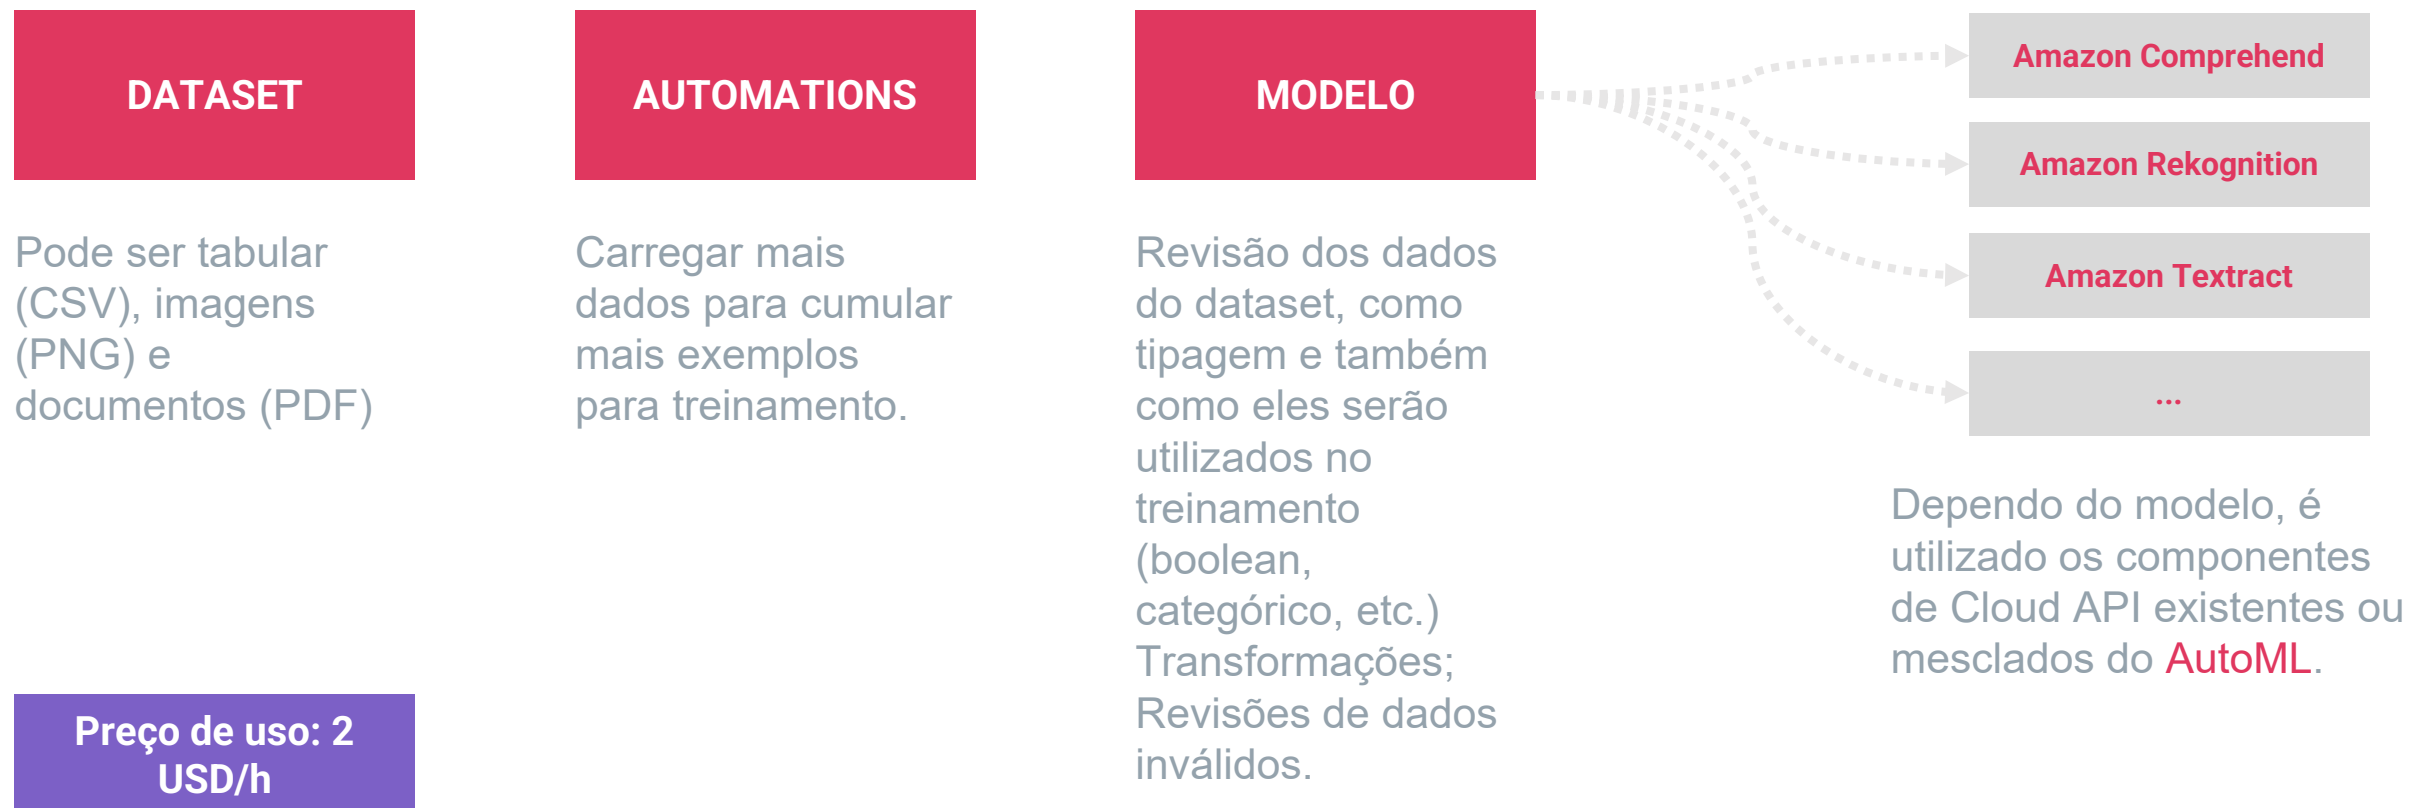 DATASET
Pode ser tabular
(CSV), imagens
(PNG) e
documentos (PDF)
Preço de uso: 2
USD/h
AUTOMATIONS
Carregar mais
dados para cumular
mais exemplos
para treinamento.
MODELO
Revisão dos dados
do dataset, como
tipagem e também
como eles serão
utilizados no
treinamento
(boolean,
categórico, etc.)
Transformações;
Revisões de dados
inválidos.
Amazon Comprehend
Amazon Rekognition
Amazon Textract
...
Dependo do modelo, é
utilizado os componentes
de Cloud API existentes ou
mesclados do AutoML.